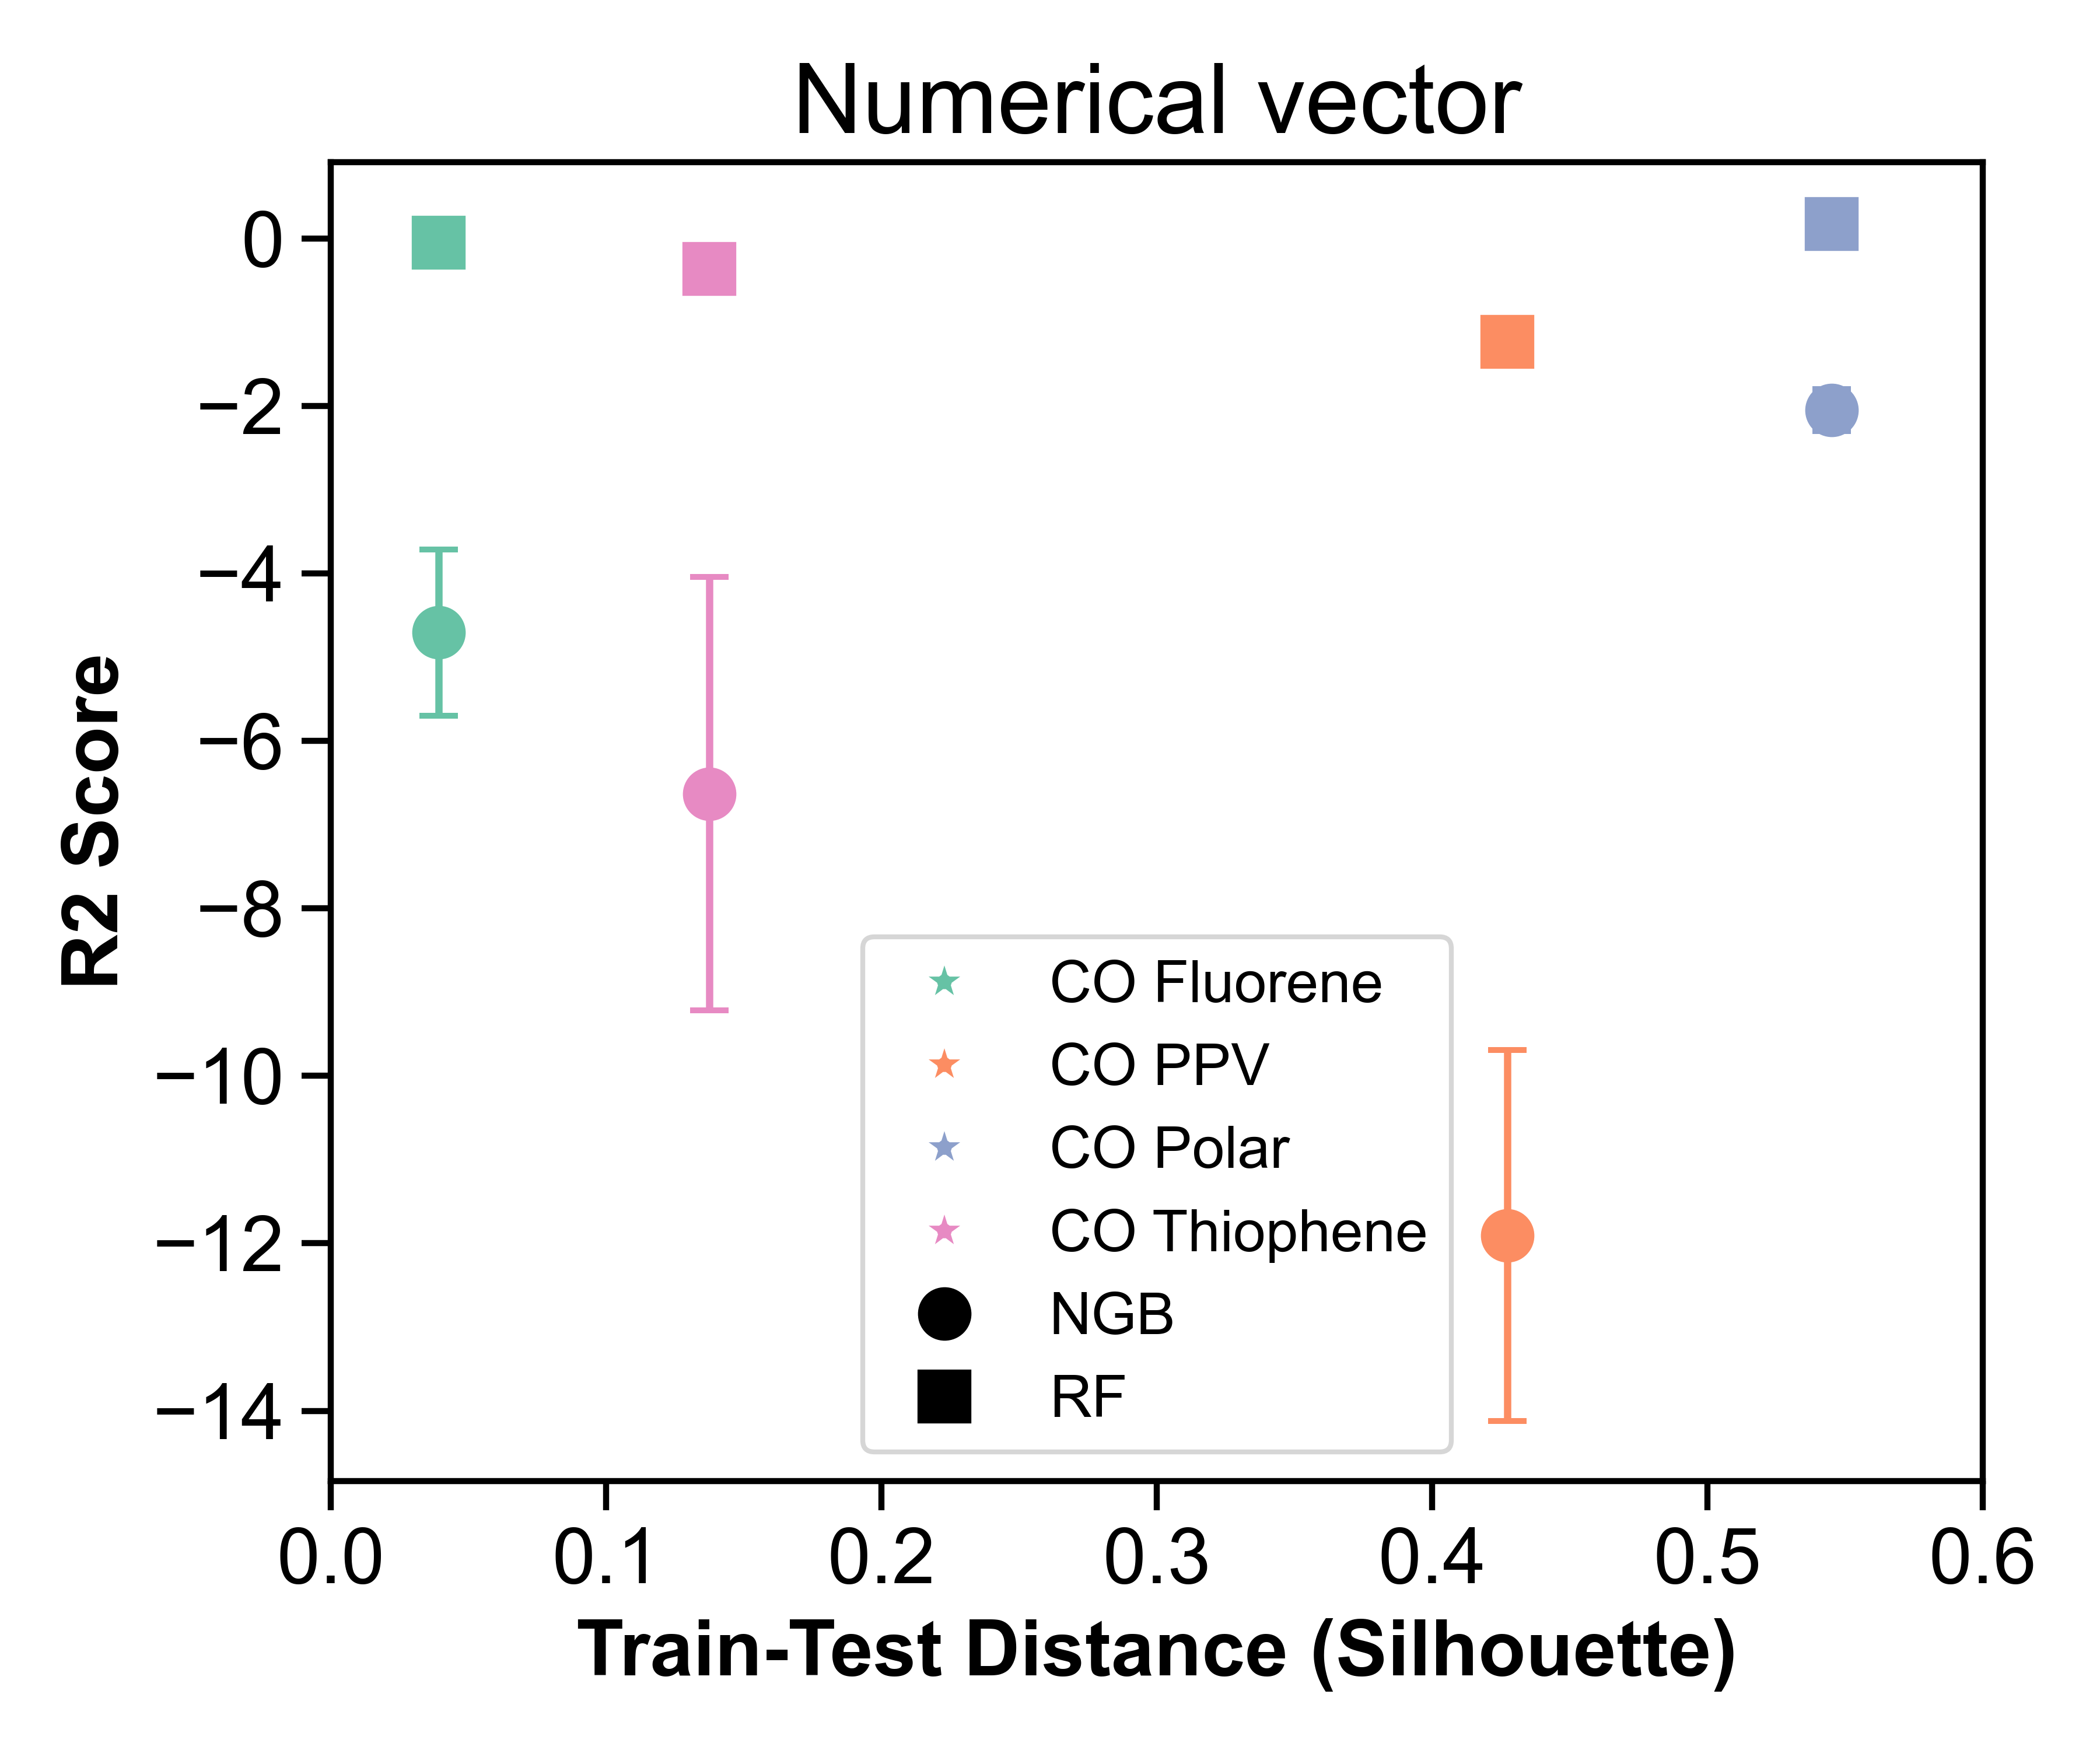 Numerical vector
0
−2
−4
−6
−8
−10
−12
−14
R2 Score
CO Fluorene
CO PPV
CO Polar
CO Thiophene
NGB
RF
0.0 0.1 0.2 0.3 0.4 0.5 0.6
Train-Test Distance (Silhouette)